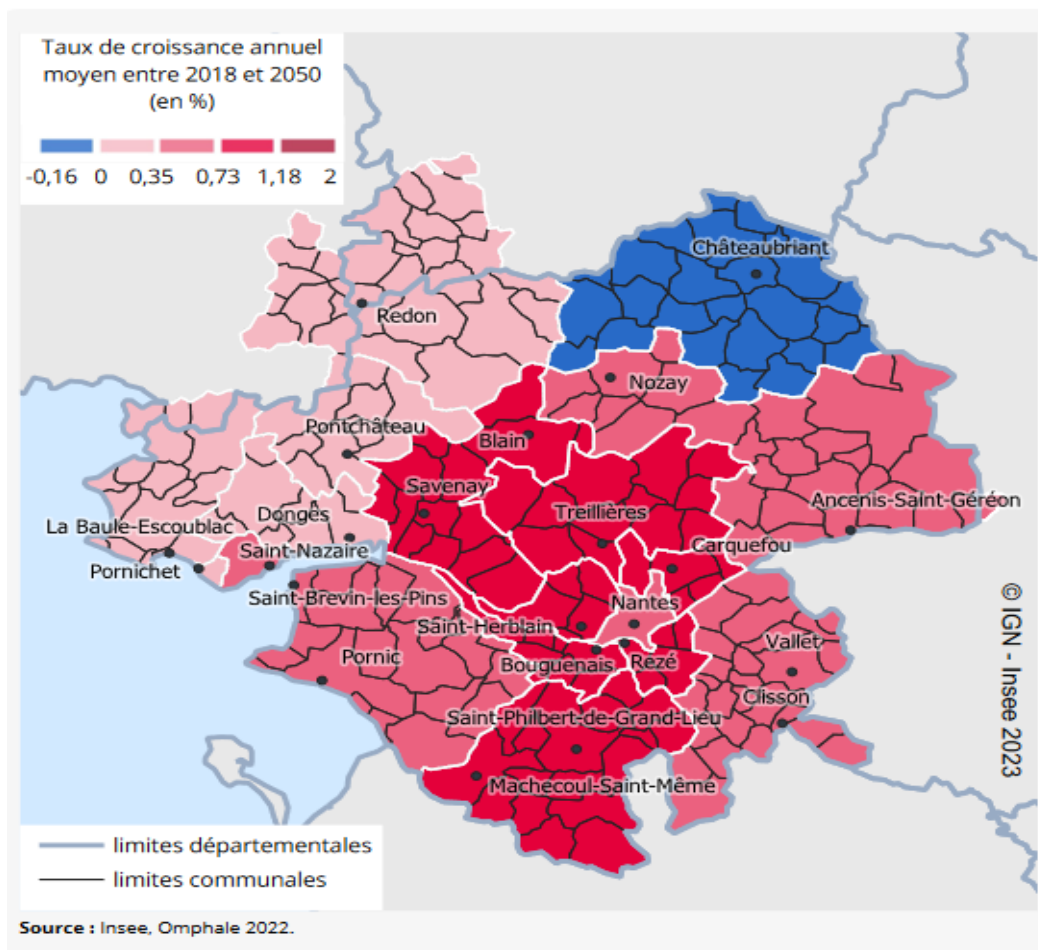 Taux de croissance annuel
moyen entre 2018 et 2050
(en %)
-0,16 0 0,35 0,73 1,18 2
Châteaubriant
Redon
Nozay
Pontchâteau
Blain
Savenay
Ancenis-Saint-Géréon
Treillières
La Baule-Escoublac
Donges
Carquefou
Saint-Nazaire
Pornichet
Saint-Brevin-les-Pins
Nantes
Saint-Herblain
Vallet
Pornic
Bouguenais
Rezé
Clisson
Saint-Philbert-de-Grand-Lieu
Machecoul-Saint-Même
© IGN - Insee 2023
limites départementales
limites communales
Source : Insee, Omphale 2022.